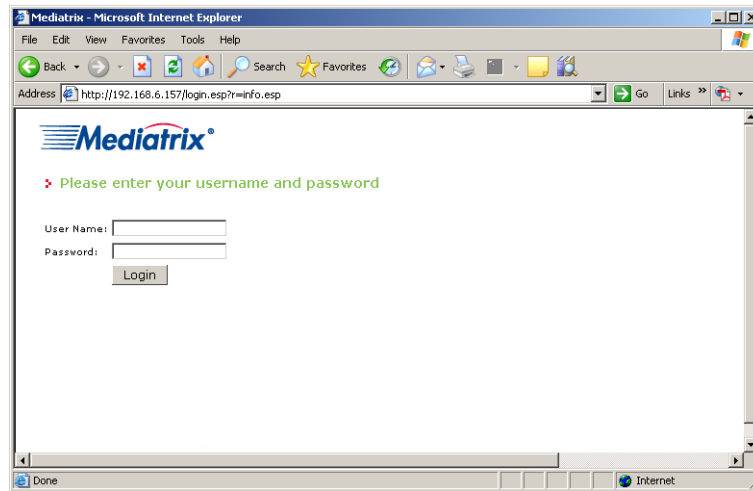 Mediatrix - Microsoft Internet Explorer
File Edit View Favorites Tools Help
Back Search Favorites
Address http://192.168.6.157/login.esp?r=info.esp Go Links »
Mediatrix®
Please enter your username and password
User Name:
Password:
Login
Done Internet